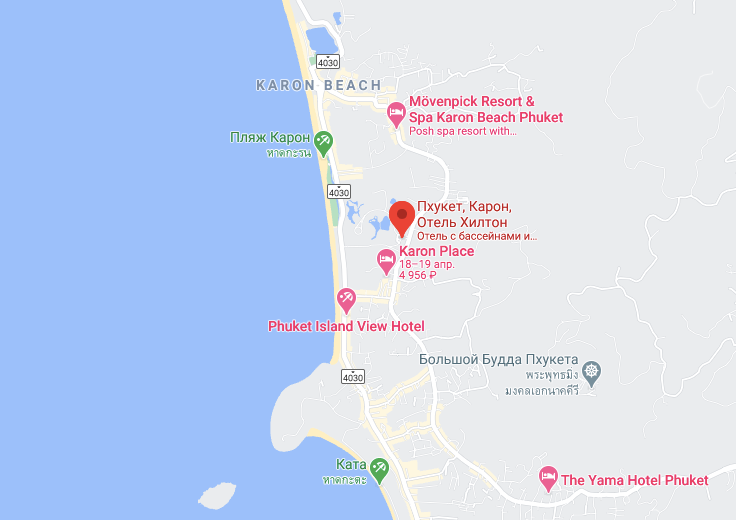 4030
KARON BEACH
Mövenpick Resort &
Spa Karon Beach Phuket
Posh spa resort with…
Пляж Карон
หาดกะรน
4030
Пхукет, Карон,
Отель Хилтон
Отель с бассейнами и…
Karon Place
18–19 апр.
4 956 ₽
Phuket Island View Hotel
Большой Будда Пхукета
พระพุทธมิ่ง
มงคลเอกนาคคีรี
4030
Ката
หาดกะตะ
The Yama Hotel Phuket